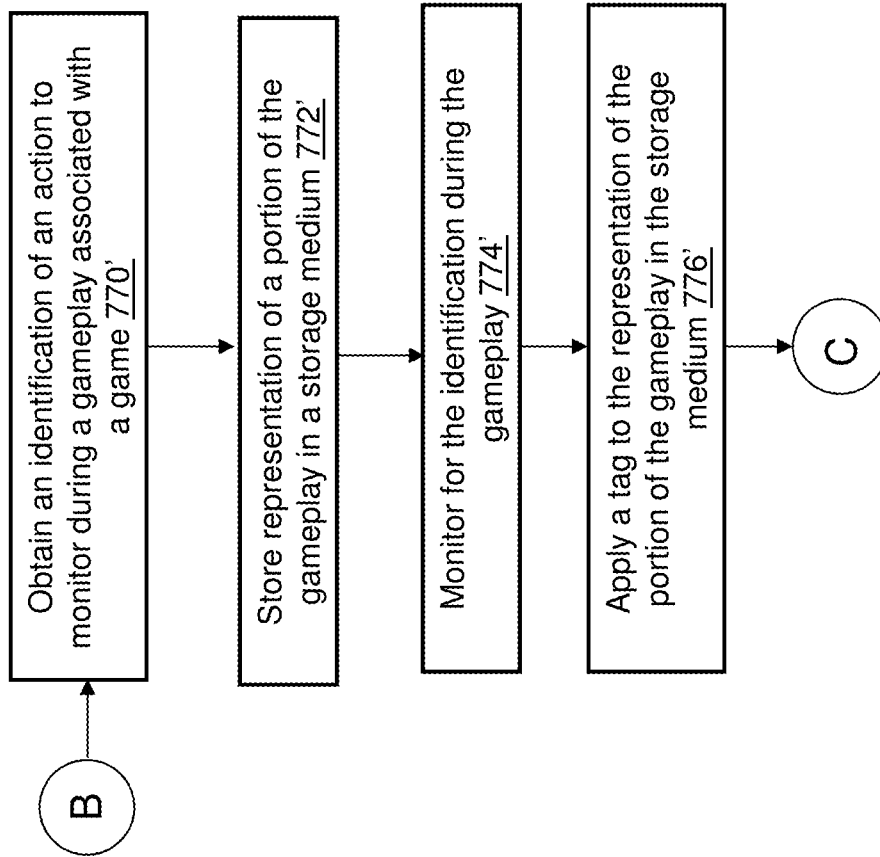 B
Obtain an identification of an action to
monitor during a gameplay associated with
a game 770'
Store representation of a portion of the
gameplay in a storage medium 772'
Monitor for the identification during the
gameplay 774'
Apply a tag to the representation of the
portion of the gameplay in the storage
medium 776'
C